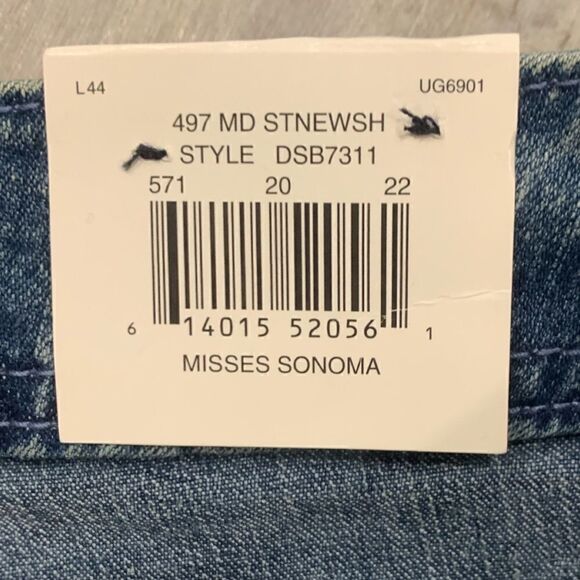 L44 UG6901
497 MD STNEWSH
STYLE DSB7311
571 20 22
6 14015 52056 1
MISSES SONOMA